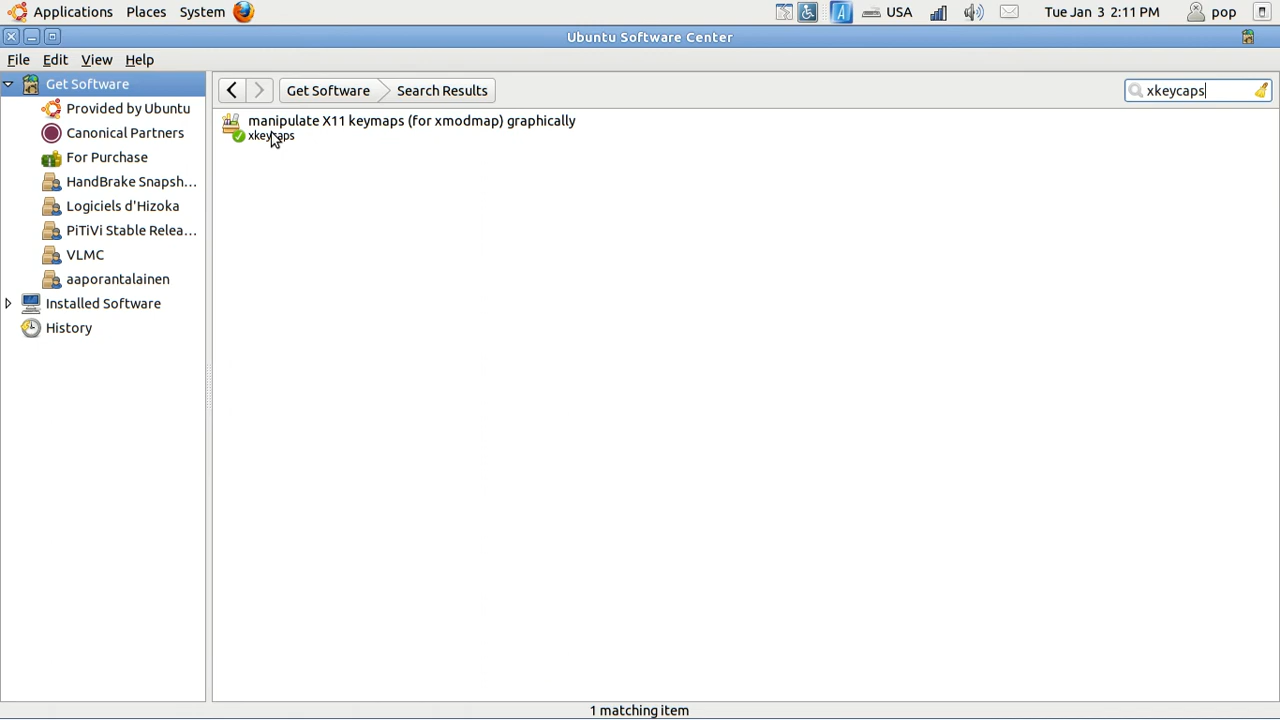 Applications Places System USA Tue Jan 3 2:11 PM pop
Ubuntu Software Center
File Edit View Help
Get Software
Provided by Ubuntu
Canonical Partners
For Purchase
HandBrake Snapsh...
Logiciels d'Hizoka
PiTiVi Stable Relea...
VLMC
aaporantalainen
Installed Software
History
Get Software Search Results xkeycaps
manipulate X11 keymaps (for xmodmap) graphically
xkeycaps
1 matching item